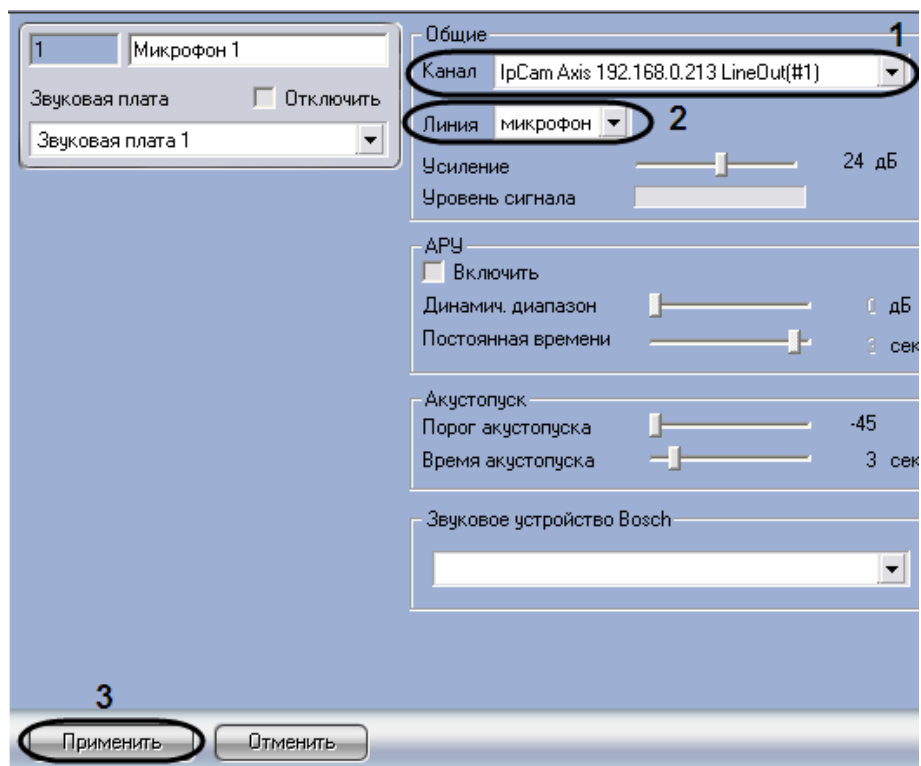 1 Микрофон 1
Звуковая плата Отключить
Звуковая плата 1
Общие 1
Канал IpCam Axis 192.168.0.213 LineOut(#1)
Линия микрофон 2
Усиление 24 дБ
Уровень сигнала
АРУ
Включить
Динамич. диапазон 0 дБ
Постоянная времени 3 сек
Акустопуск
Порог акустопуска -45
Время акустопуска 3 сек
Звуковое устройство Bosch
3
Применить Отменить